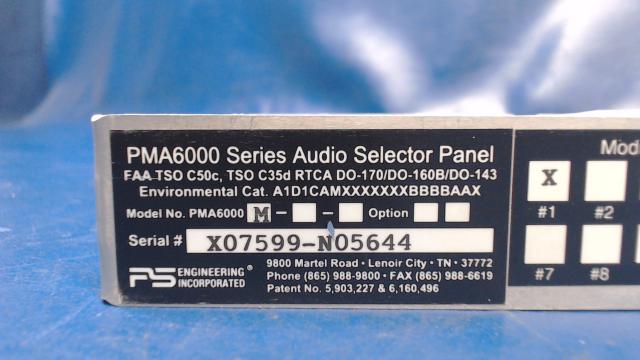 PMA6000 Series Audio Selector Panel
FAA TSO C50c, TSO C35d RTCA DO-170/DO-160B/DO-143
Environmental Cat. A1D1CAMXXXXXXXBBBBAAX
Model No. PMA6000 M - - Option
Serial # X07599-N05644
PS ENGINEERING INCORPORATED®
9800 Martel Road · Lenoir City · TN · 37772
Phone (865) 988-9800 · FAX (865) 988-6619
Patent No. 5,903,227 & 6,160,496
X
#1 #2
#7 #8